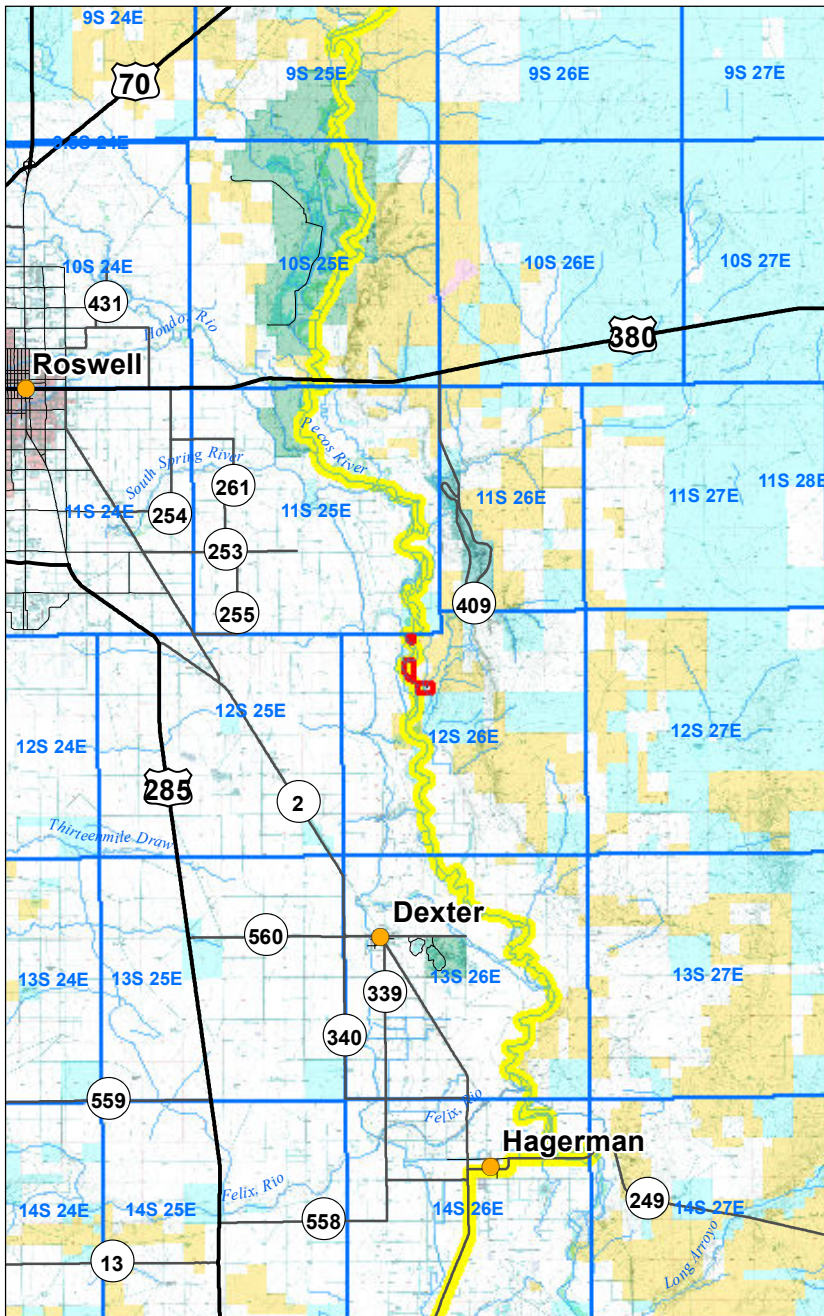 9S 24E
9S 25E
9S 26E
9S 27E
70
10S 24E
10S 25E
10S 26E
10S 27E
431
Hondo, Rio
380
Roswell
Pecos River
South Spring River
261
11S 24E
254
11S 25E
11S 26E
11S 27E
11S 28E
253
255
409
12S 24E
12S 25E
12S 26E
12S 27E
285
2
Thirteenmile Draw
Dexter
560
13S 24E
13S 25E
13S 26E
13S 27E
339
340
559
Felix, Rio
Hagerman
Felix, Rio
14S 24E
14S 25E
14S 26E
14S 27E
249
558
13
Long Arroyo